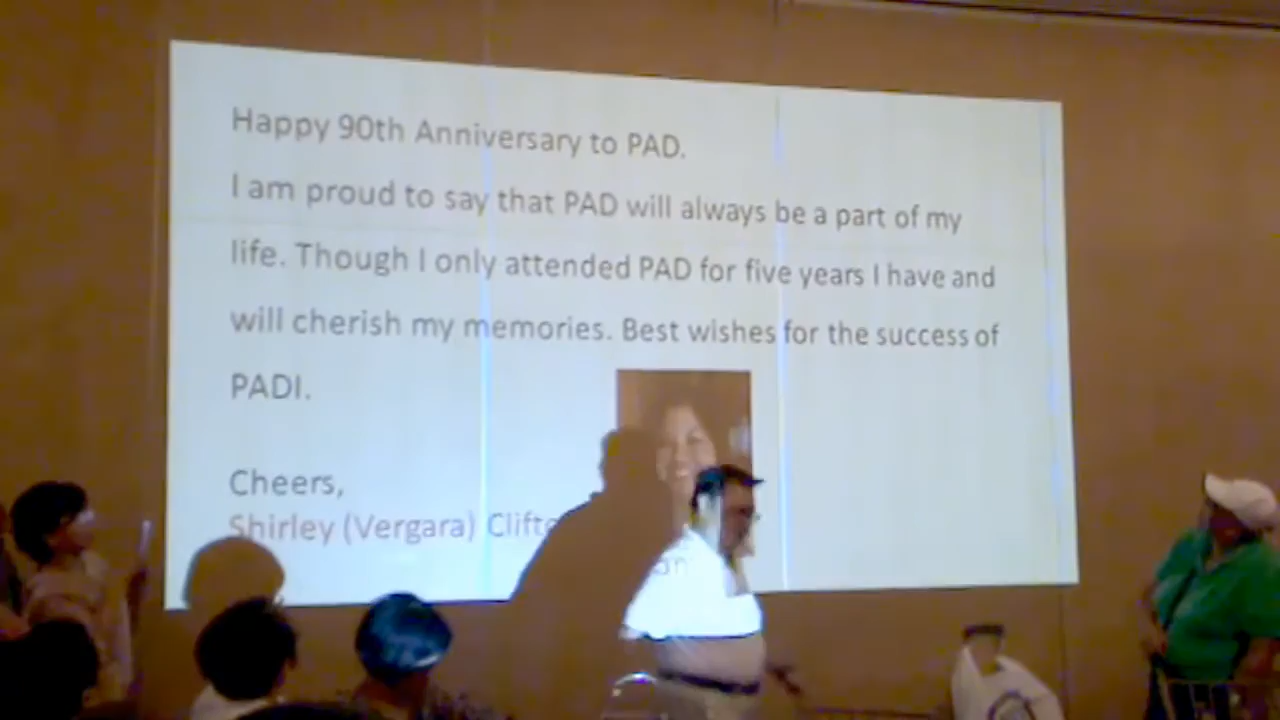 Happy 90th Anniversary to PAD.
I am proud to say that PAD will always be a part of my
life. Though I only attended PAD for five years I have and
will cherish my memories. Best wishes for the success of
PADI.
Cheers,
Shirley (Vergara)